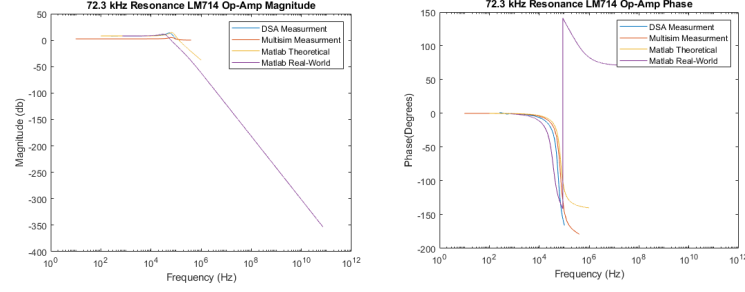 72.3 kHz Resonance LM714 Op-Amp Magnitude
50
0
-50
-100
-150
-200
-250
-300
-350
-400
Magnitude (db)
10^0
10^2
10^4
10^6
10^8
10^10
10^12
Frequency (Hz)
DSA Measurment
Multisim Measurment
Matlab Theoretical
Matlab Real-World
72.3 kHz Resonance LM714 Op-Amp Phase
150
100
50
0
-50
-100
-150
-200
Phase(Degrees)
10^0
10^2
10^4
10^6
10^8
10^10
10^12
Frequency (Hz)
DSA Measurment
Multisim Measurment
Matlab Theoretical
Matlab Real-World